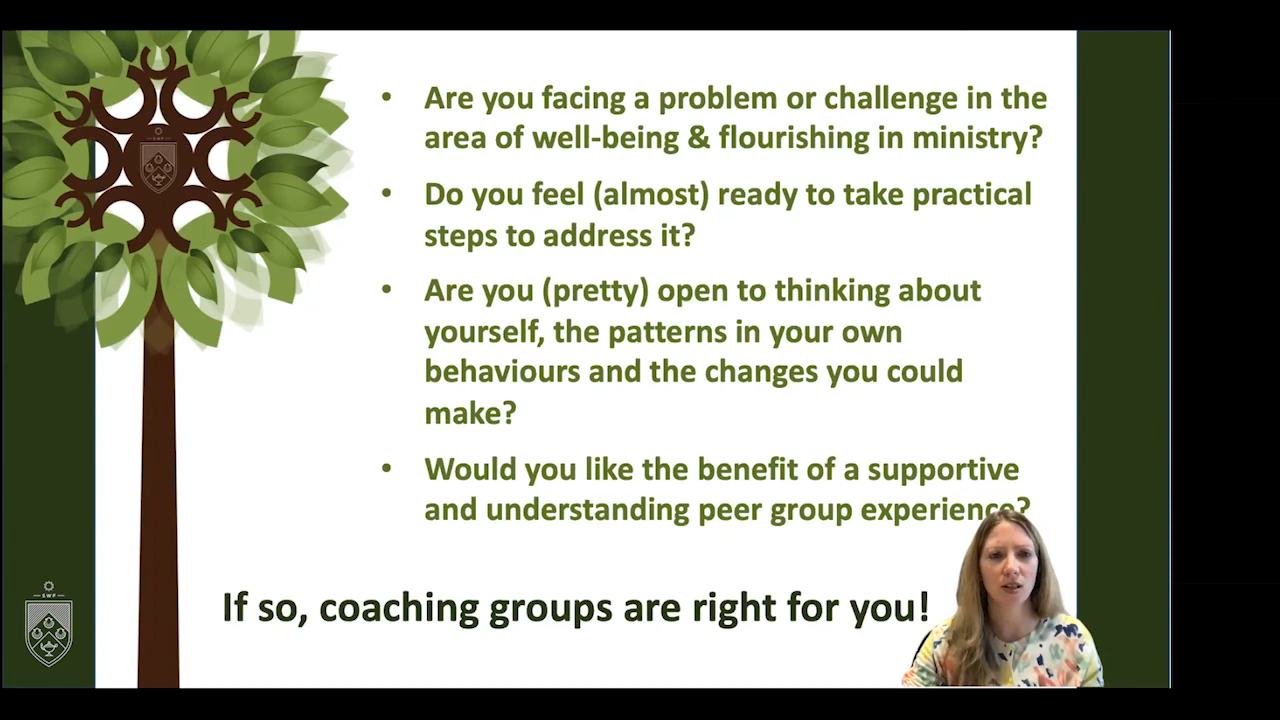 • Are you facing a problem or challenge in the
area of well-being & flourishing in ministry?
• Do you feel (almost) ready to take practical
steps to address it?
• Are you (pretty) open to thinking about
yourself, the patterns in your own
behaviours and the changes you could
make?
• Would you like the benefit of a supportive
and understanding peer group experience?
If so, coaching groups are right for you!
SWF
SWF